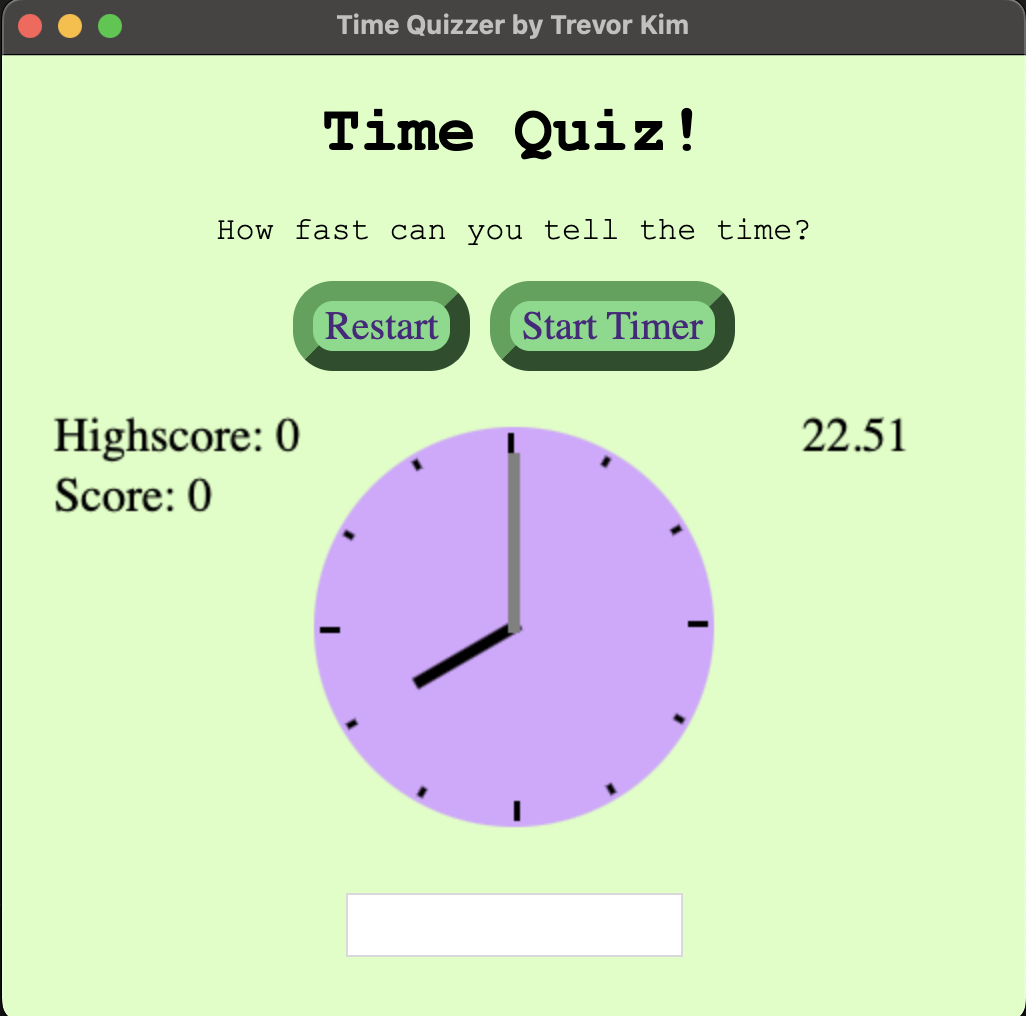 Time Quizzer by Trevor Kim
Time Quiz!
How fast can you tell the time?
Restart
Start Timer
Highscore: 0
22.51
Score: 0